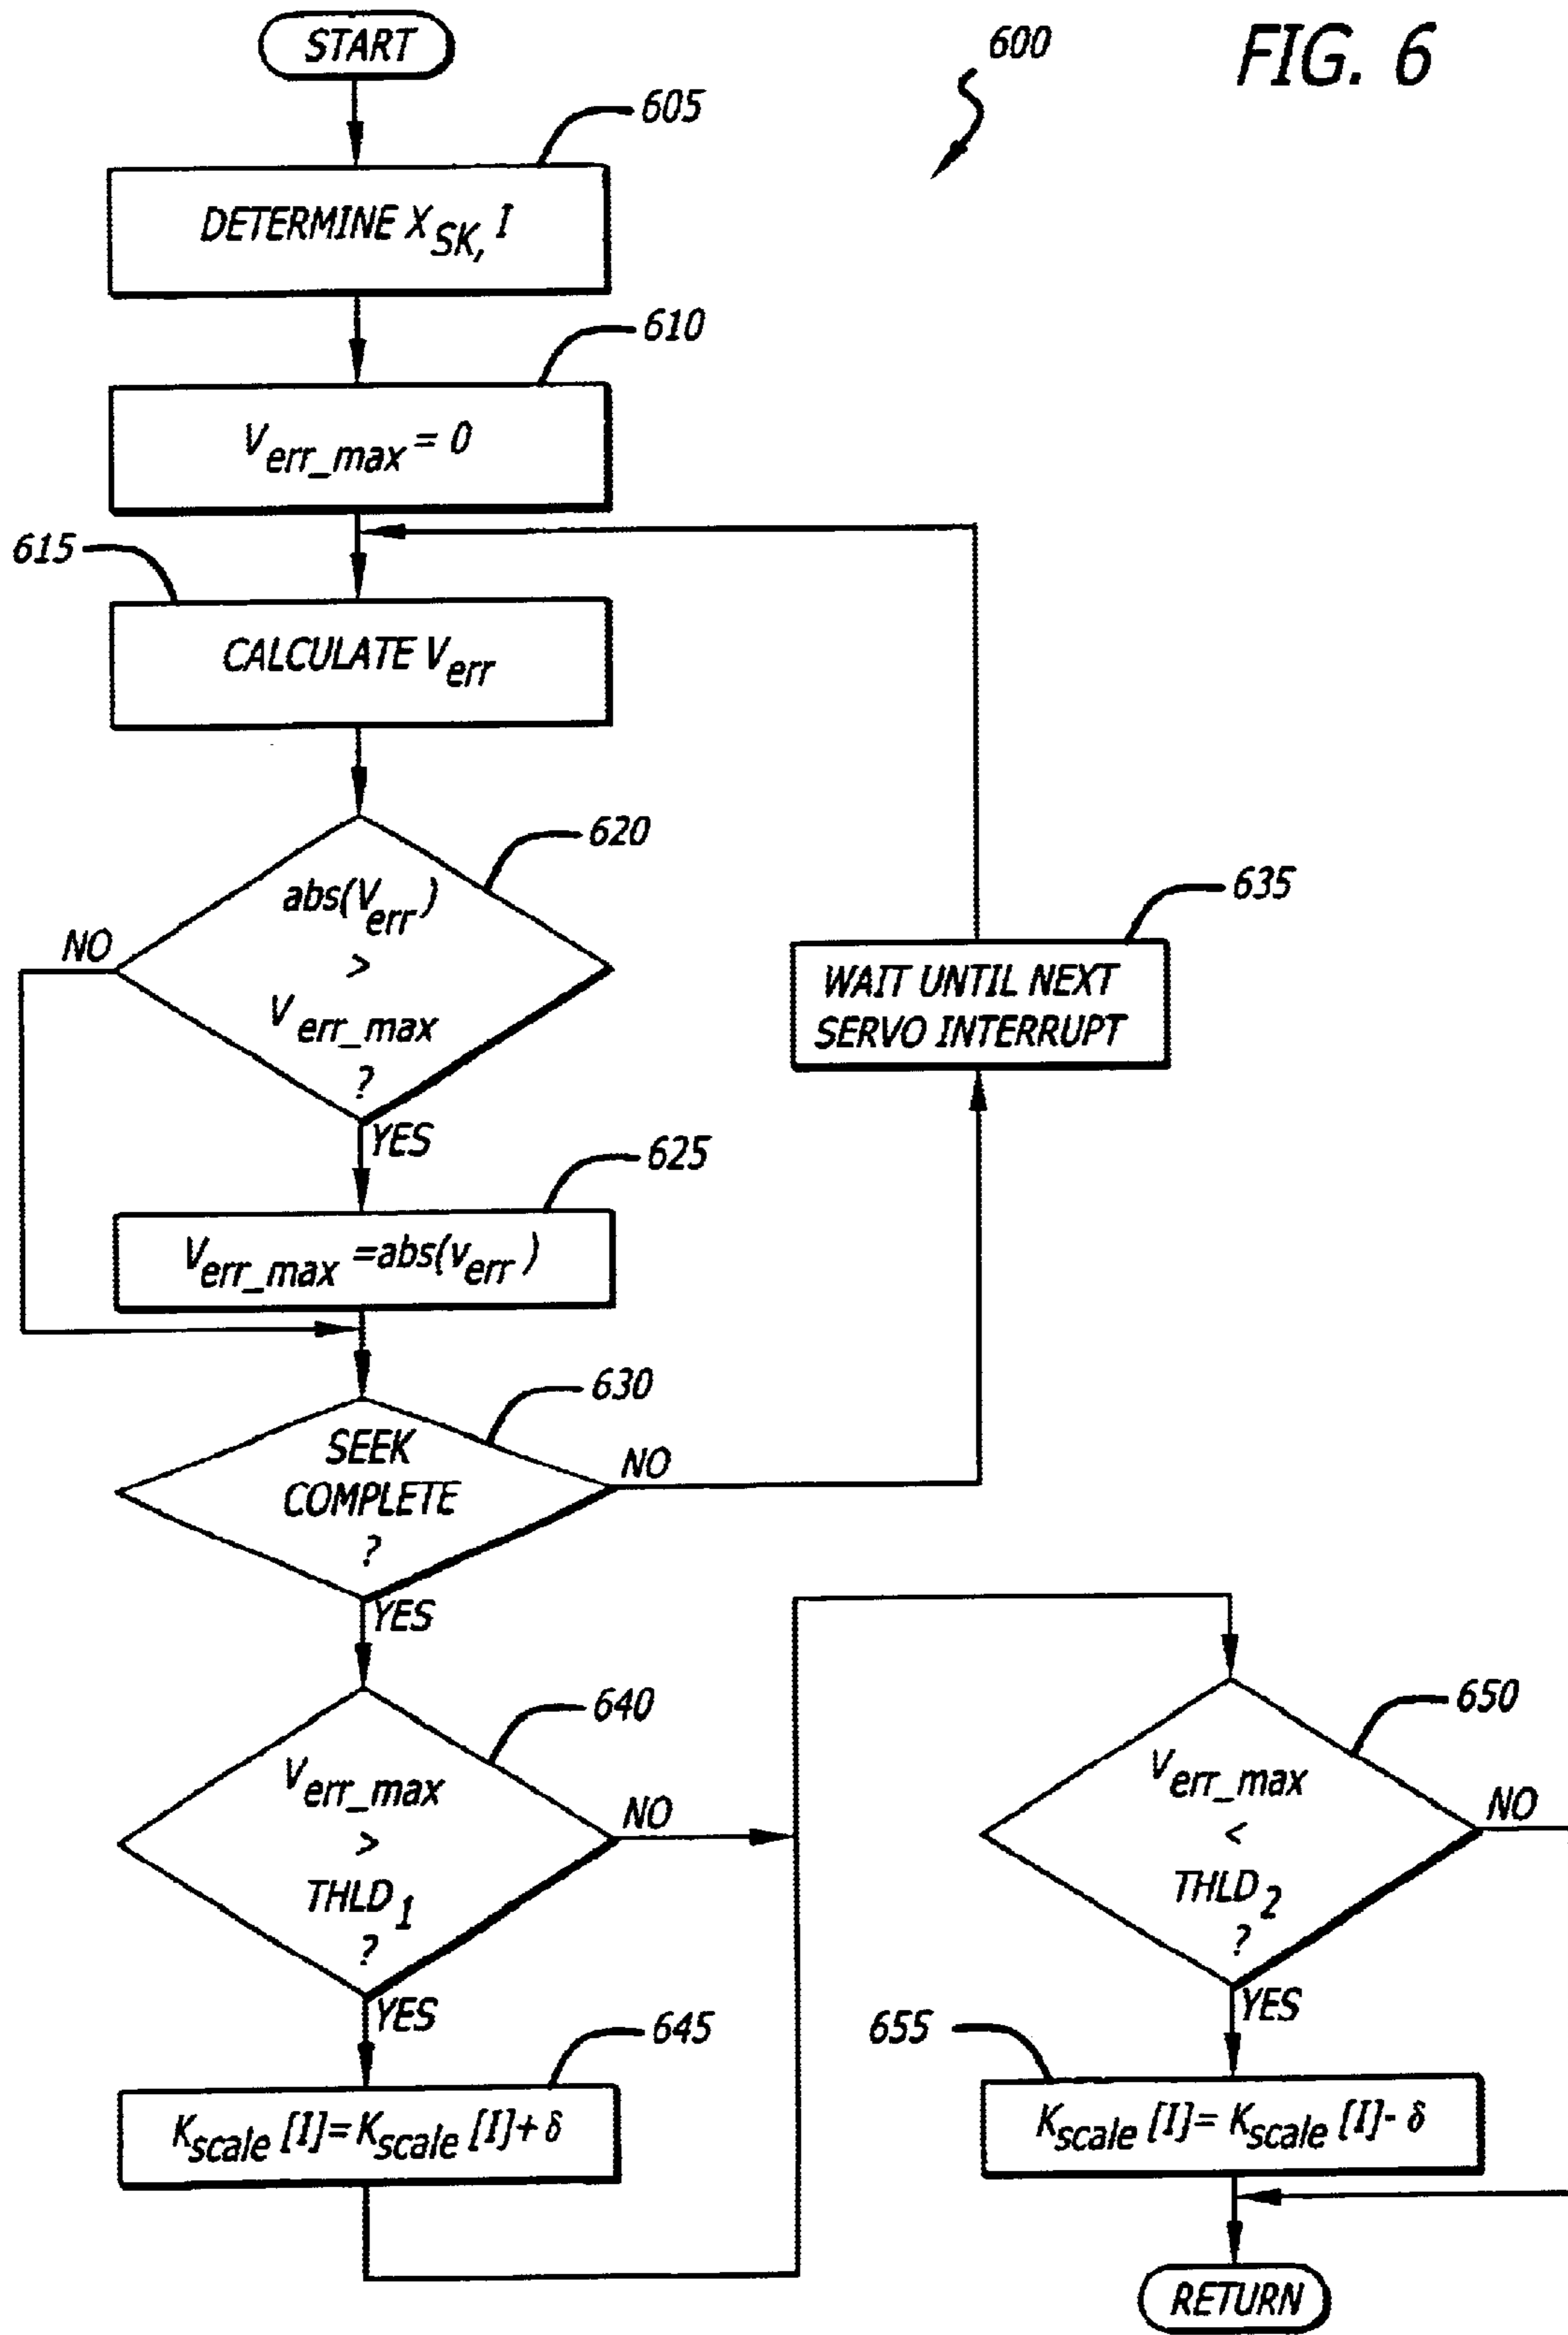 FIG. 6
600
START
605
DETERMINE X_SK, I
610
V_err_max = 0
615
CALCULATE V_err
620
abs(V_err)
>
V_err_max
?
NO
YES
635
WAIT UNTIL NEXT
SERVO INTERRUPT
625
V_err_max =abs(v_err)
630
SEEK
COMPLETE
?
NO
YES
640
V_err_max
>
THLD_1
?
NO
YES
645
K_scale [I]=K_scale [I]+ δ
650
V_err_max
<
THLD_2
?
NO
YES
655
K_scale [I]= K_scale [I]- δ
RETURN